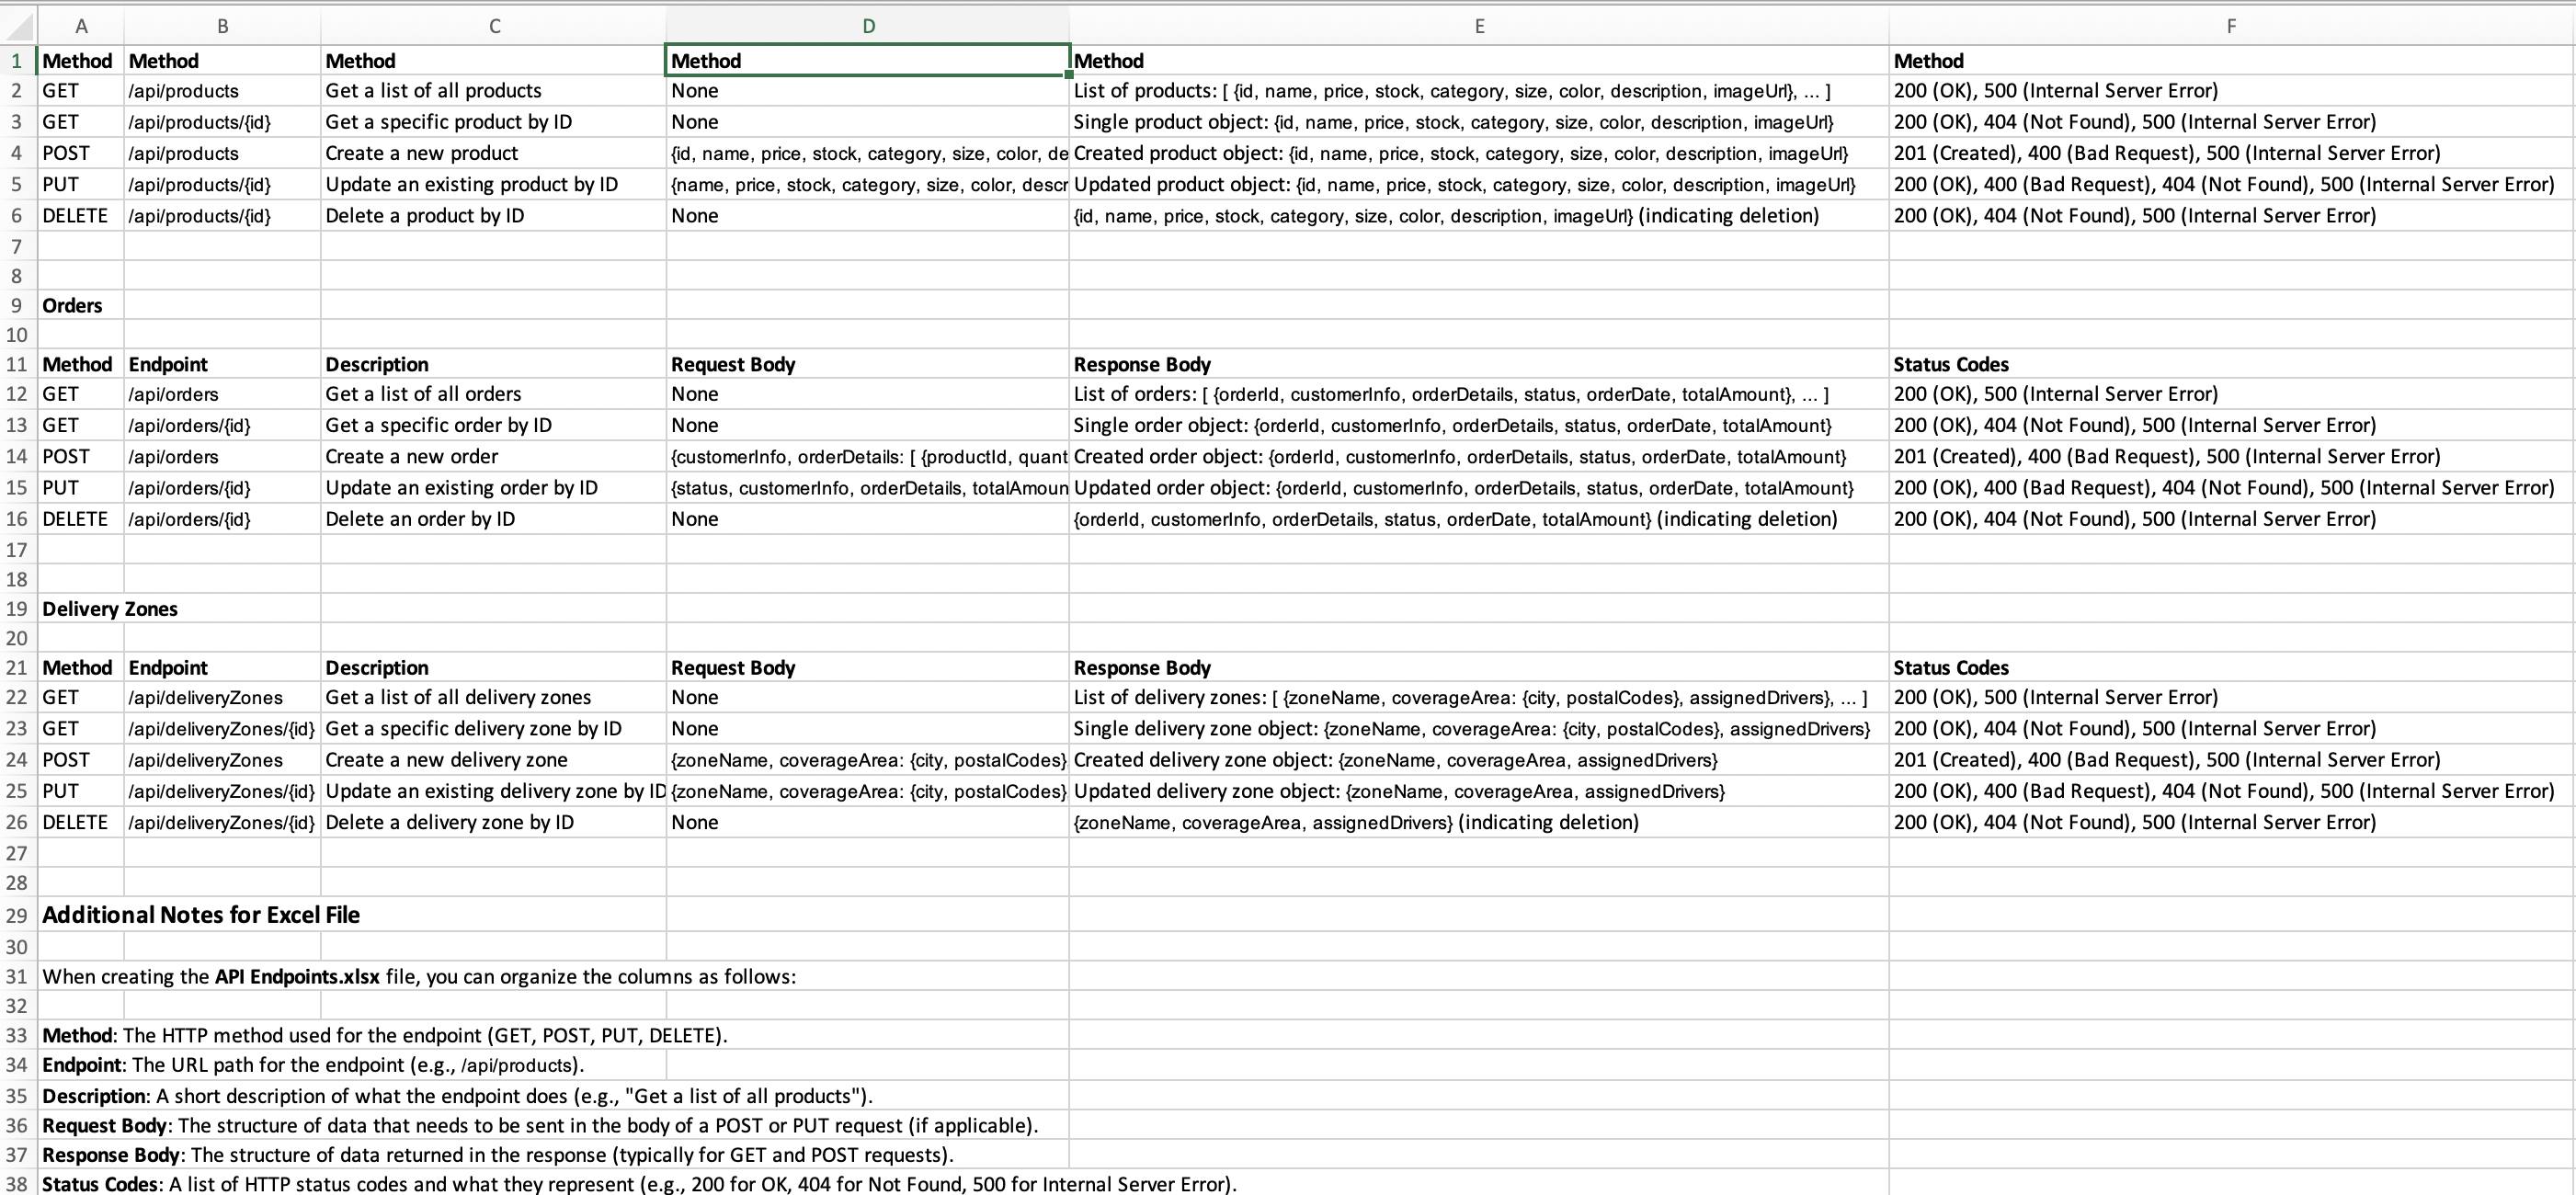 A B C D E F
1 Method Method Method Method Method Method
2 GET /api/products Get a list of all products None List of products: [ {id, name, price, stock, category, size, color, description, imageUrl}, ... ] 200 (OK), 500 (Internal Server Error)
3 GET /api/products/{id} Get a specific product by ID None Single product object: {id, name, price, stock, category, size, color, description, imageUrl} 200 (OK), 404 (Not Found), 500 (Internal Server Error)
4 POST /api/products Create a new product {id, name, price, stock, category, size, color, de Created product object: {id, name, price, stock, category, size, color, description, imageUrl} 201 (Created), 400 (Bad Request), 500 (Internal Server Error)
5 PUT /api/products/{id} Update an existing product by ID {name, price, stock, category, size, color, descr Updated product object: {id, name, price, stock, category, size, color, description, imageUrl} 200 (OK), 400 (Bad Request), 404 (Not Found), 500 (Internal Server Error)
6 DELETE /api/products/{id} Delete a product by ID None {id, name, price, stock, category, size, color, description, imageUrl} (indicating deletion) 200 (OK), 404 (Not Found), 500 (Internal Server Error)
7
8
9 Orders
10
11 Method Endpoint Description Request Body Response Body Status Codes
12 GET /api/orders Get a list of all orders None List of orders: [ {orderId, customerInfo, orderDetails, status, orderDate, totalAmount}, ... ] 200 (OK), 500 (Internal Server Error)
13 GET /api/orders/{id} Get a specific order by ID None Single order object: {orderId, customerInfo, orderDetails, status, orderDate, totalAmount} 200 (OK), 404 (Not Found), 500 (Internal Server Error)
14 POST /api/orders Create a new order {customerInfo, orderDetails: [ {productId, quant Created order object: {orderId, customerInfo, orderDetails, status, orderDate, totalAmount} 201 (Created), 400 (Bad Request), 500 (Internal Server Error)
15 PUT /api/orders/{id} Update an existing order by ID {status, customerInfo, orderDetails, totalAmoun Updated order object: {orderId, customerInfo, orderDetails, status, orderDate, totalAmount} 200 (OK), 400 (Bad Request), 404 (Not Found), 500 (Internal Server Error)
16 DELETE /api/orders/{id} Delete an order by ID None {orderId, customerInfo, orderDetails, status, orderDate, totalAmount} (indicating deletion) 200 (OK), 404 (Not Found), 500 (Internal Server Error)
17
18
19 Delivery Zones
20
21 Method Endpoint Description Request Body Response Body Status Codes
22 GET /api/deliveryZones Get a list of all delivery zones None List of delivery zones: [ {zoneName, coverageArea: {city, postalCodes}, assignedDrivers}, ... ] 200 (OK), 500 (Internal Server Error)
23 GET /api/deliveryZones/{id} Get a specific delivery zone by ID None Single delivery zone object: {zoneName, coverageArea: {city, postalCodes}, assignedDrivers} 200 (OK), 404 (Not Found), 500 (Internal Server Error)
24 POST /api/deliveryZones Create a new delivery zone {zoneName, coverageArea: {city, postalCodes} Created delivery zone object: {zoneName, coverageArea, assignedDrivers} 201 (Created), 400 (Bad Request), 500 (Internal Server Error)
25 PUT /api/deliveryZones/{id} Update an existing delivery zone by ID {zoneName, coverageArea: {city, postalCodes} Updated delivery zone object: {zoneName, coverageArea, assignedDrivers} 200 (OK), 400 (Bad Request), 404 (Not Found), 500 (Internal Server Error)
26 DELETE /api/deliveryZones/{id} Delete a delivery zone by ID None {zoneName, coverageArea, assignedDrivers} (indicating deletion) 200 (OK), 404 (Not Found), 500 (Internal Server Error)
27
28
29 Additional Notes for Excel File
30
31 When creating the API Endpoints.xlsx file, you can organize the columns as follows:
32
33 Method: The HTTP method used for the endpoint (GET, POST, PUT, DELETE).
34 Endpoint: The URL path for the endpoint (e.g., /api/products).
35 Description: A short description of what the endpoint does (e.g., "Get a list of all products").
36 Request Body: The structure of data that needs to be sent in the body of a POST or PUT request (if applicable).
37 Response Body: The structure of data returned in the response (typically for GET and POST requests).
38 Status Codes: A list of HTTP status codes and what they represent (e.g., 200 for OK, 404 for Not Found, 500 for Internal Server Error).